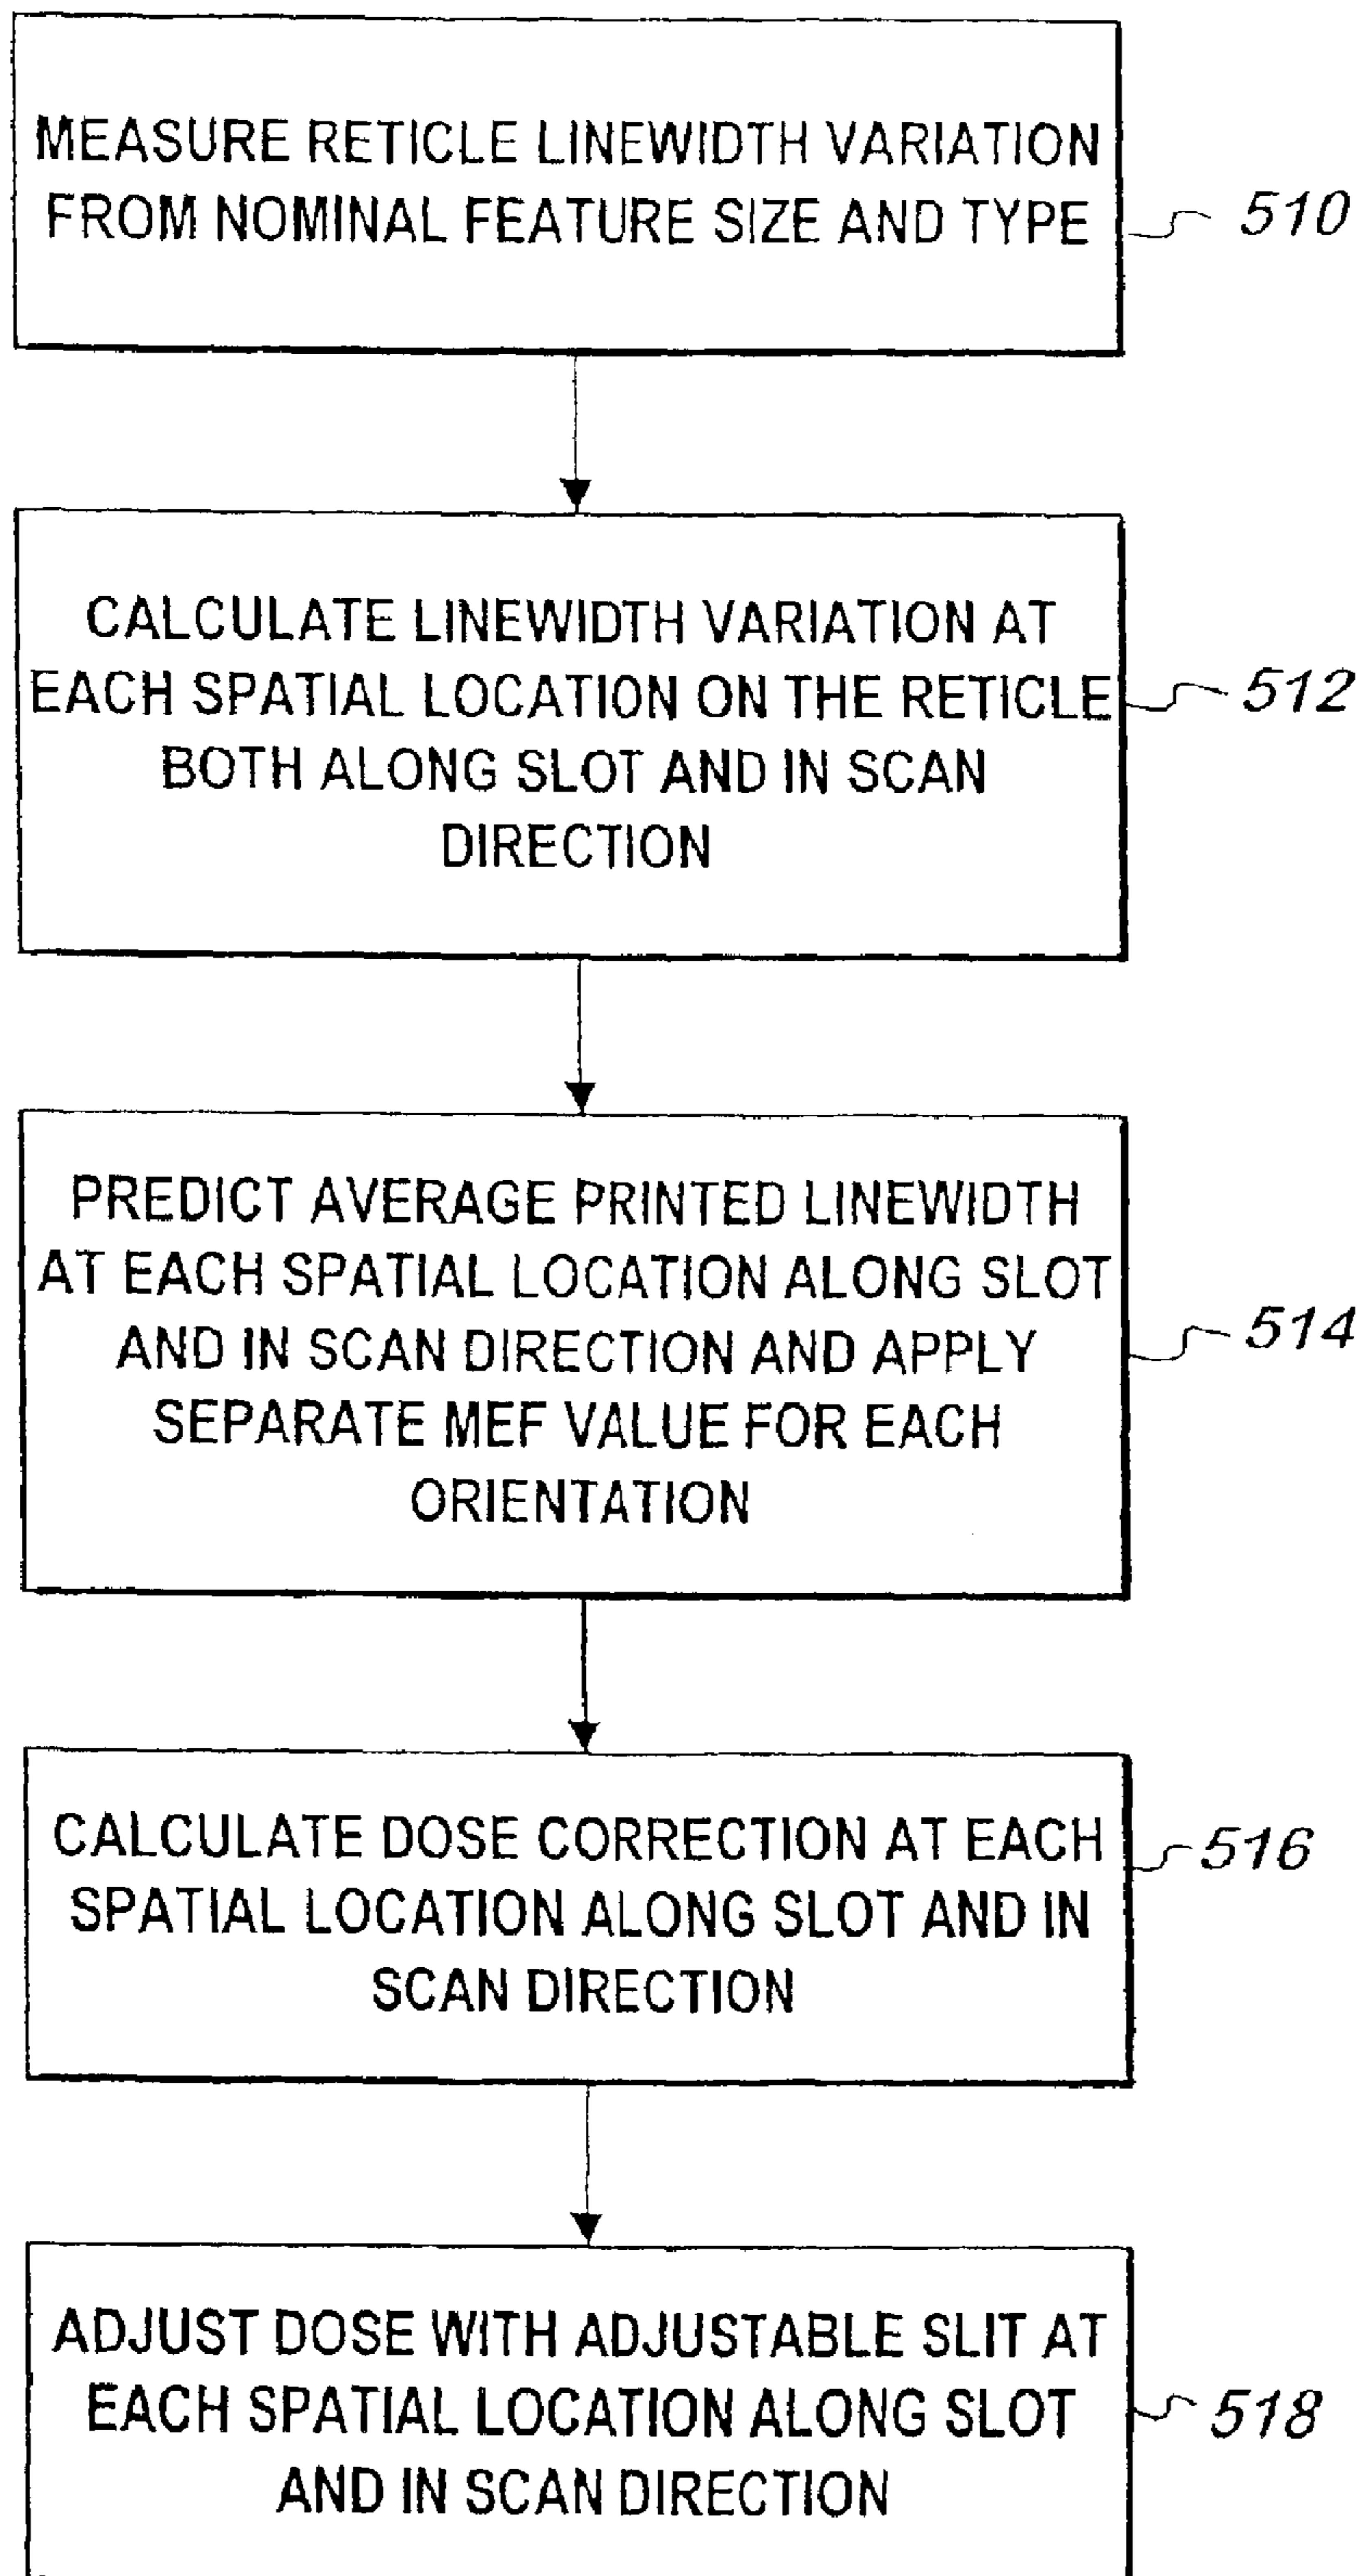 MEASURE RETICLE LINEWIDTH VARIATION
FROM NOMINAL FEATURE SIZE AND TYPE
510
CALCULATE LINEWIDTH VARIATION AT
EACH SPATIAL LOCATION ON THE RETICLE
BOTH ALONG SLOT AND IN SCAN
DIRECTION
512
PREDICT AVERAGE PRINTED LINEWIDTH
AT EACH SPATIAL LOCATION ALONG SLOT
AND IN SCAN DIRECTION AND APPLY
SEPARATE MEF VALUE FOR EACH
ORIENTATION
514
CALCULATE DOSE CORRECTION AT EACH
SPATIAL LOCATION ALONG SLOT AND IN
SCAN DIRECTION
516
ADJUST DOSE WITH ADJUSTABLE SLIT AT
EACH SPATIAL LOCATION ALONG SLOT
AND IN SCAN DIRECTION
518